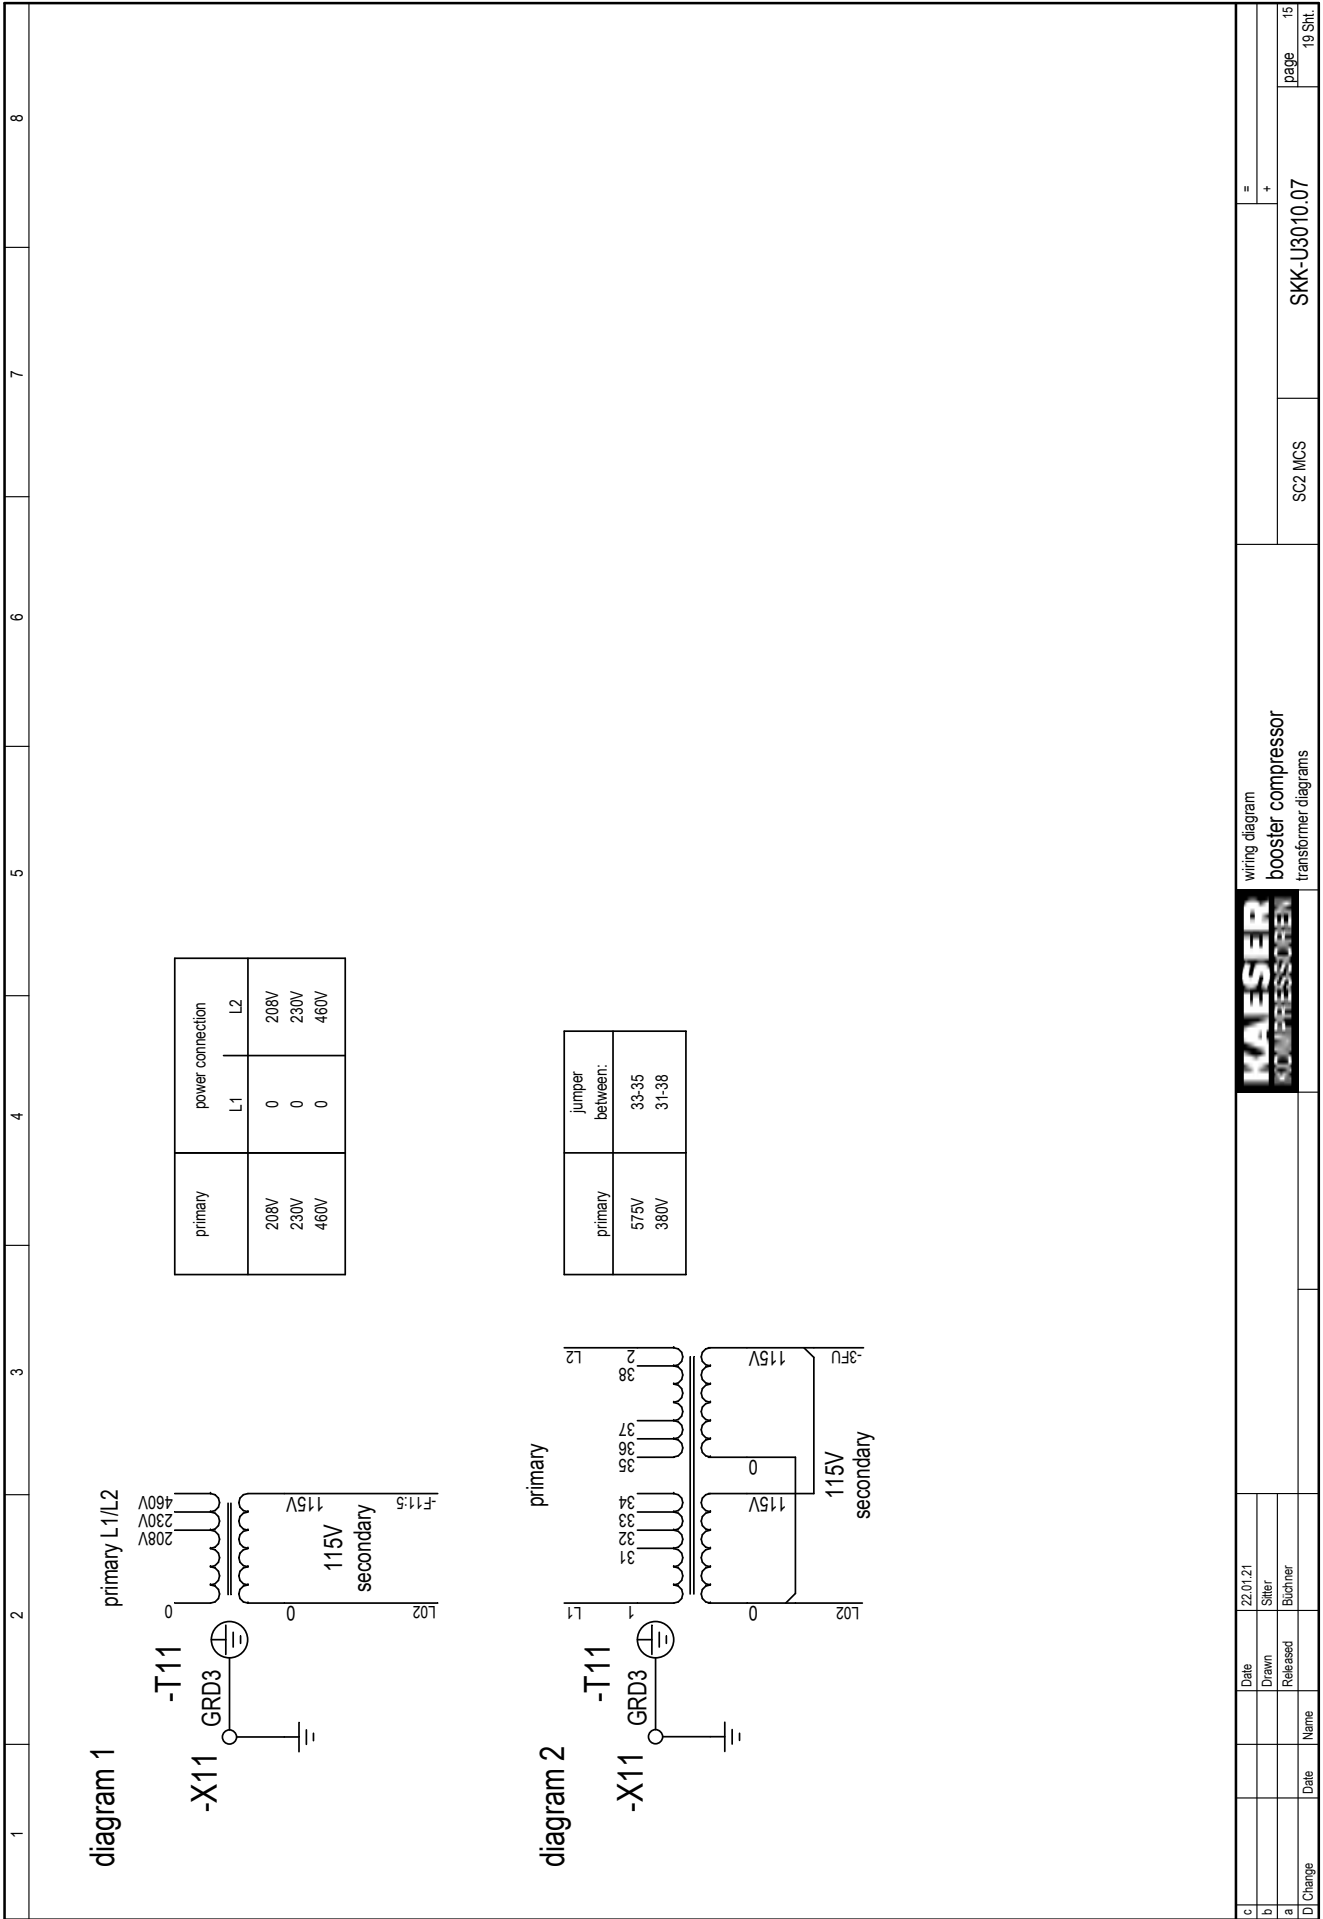 1 2 3 4 5 6 7 8
diagram 1
-T11
-X11
GRD3
primary L1/L2
0 208V 230V 460V
0 115V
115V
secondary
L02 -F11:5
primary power connection
L1 L2
208V 0 208V
230V 0 230V
460V 0 460V
diagram 2
-T11
-X11
GRD3
primary
L1 L2
1 31 32 33 34 35 36 37 38 2
0 115V 0 115V
115V
secondary
L02 -3FU
primary jumper
between:
575V 33-35
380V 31-38
c Date 22.01.21
b Drawn Sitter
a Released Büchner
D Change Date Name
KAESER
KOMPRESSOREN
wiring diagram
booster compressor
transformer diagrams
SC2 MCS
=
+
SKK-U3010.07
page 15
19 Sht.